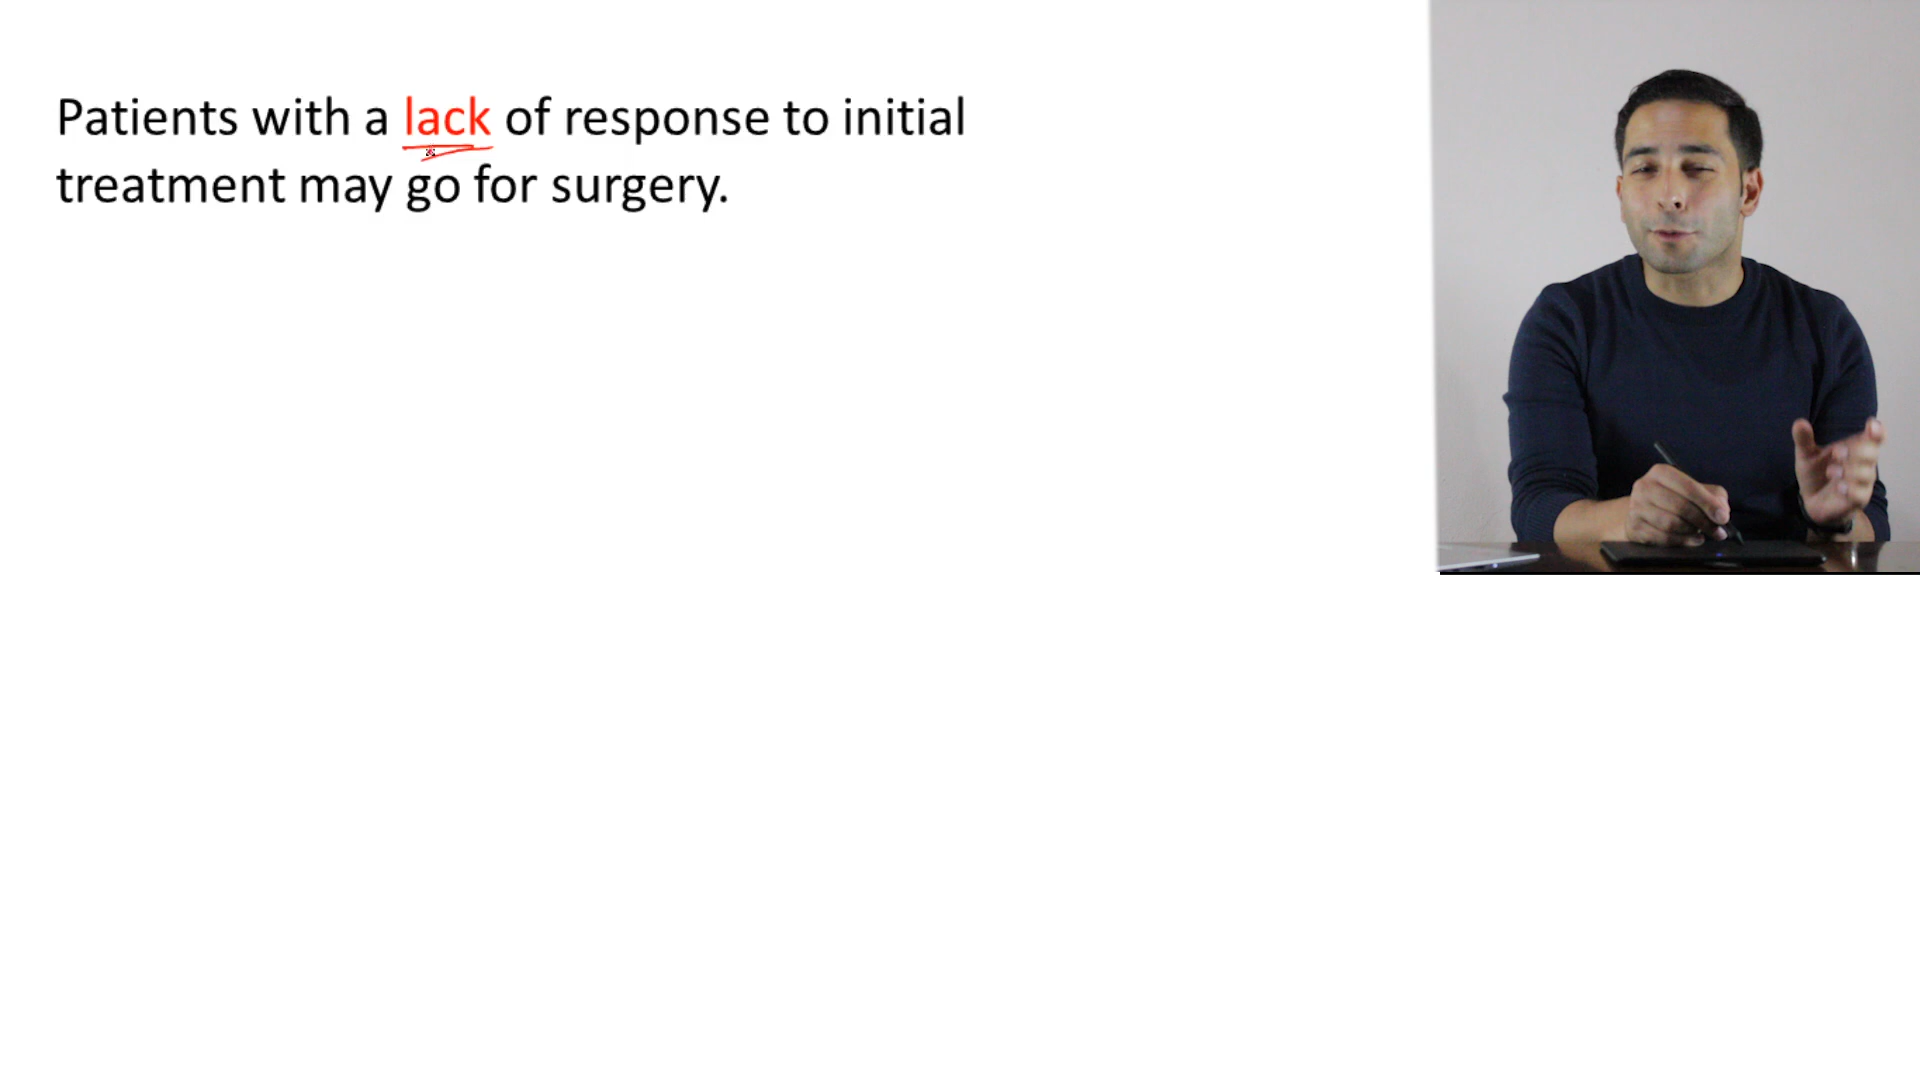 Patients with a lack of response to initial
treatment may go for surgery.